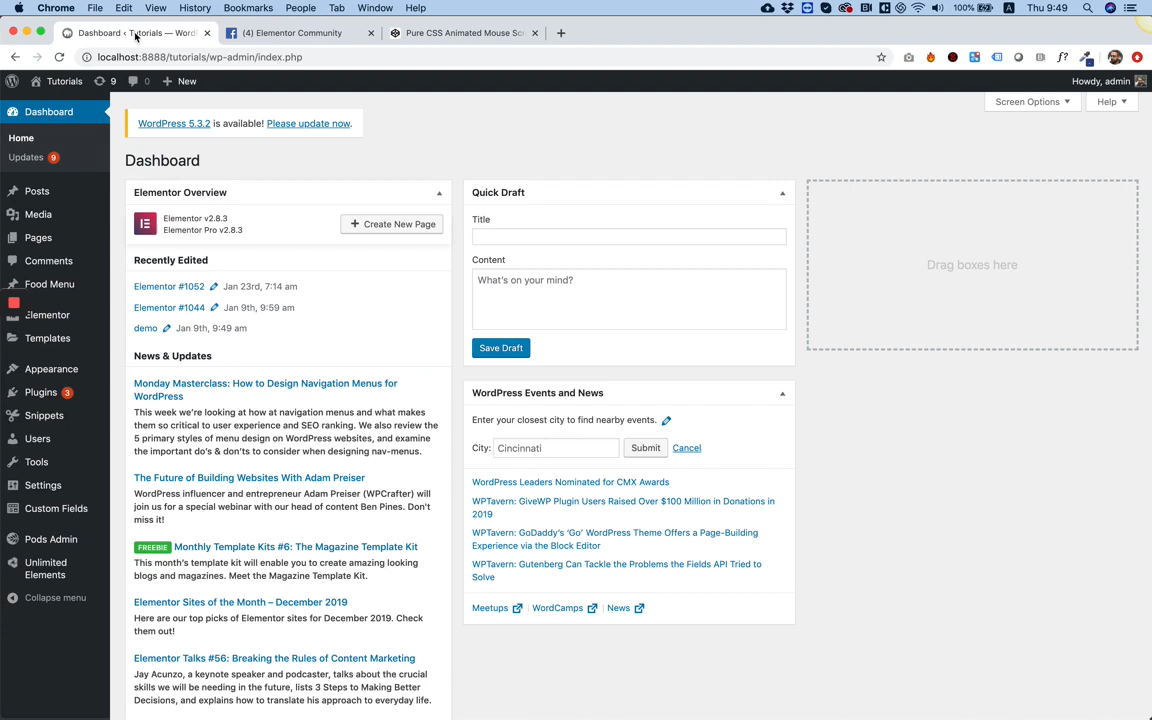 Chrome File Edit View History Bookmarks People Tab Window Help 100% Thu 9:49
Dashboard ‹ Tutorials — Word
(4) Elementor Community
Pure CSS Animated Mouse Scr
localhost:8888/tutorials/wp-admin/index.php
Tutorials 9 0 New Howdy, admin
Dashboard
Home
Updates 9
Posts
Media
Pages
Comments
Food Menu
Elementor
Templates
Appearance
Plugins 3
Snippets
Users
Tools
Settings
Custom Fields
Pods Admin
Unlimited
Elements
Collapse menu
Screen Options Help
WordPress 5.3.2 is available! Please update now.
Dashboard
Elementor Overview
Elementor v2.8.3
Elementor Pro v2.8.3
Create New Page
Recently Edited
Elementor #1052 Jan 23rd, 7:14 am
Elementor #1044 Jan 9th, 9:59 am
demo Jan 9th, 9:49 am
News & Updates
Monday Masterclass: How to Design Navigation Menus for
WordPress
This week we're looking at how at navigation menus and what makes
them so critical to user experience and SEO ranking. We also review the
5 primary styles of menu design on WordPress websites, and examine
the important do's & don'ts to consider when designing nav-menus.
The Future of Building Websites With Adam Preiser
WordPress influencer and entrepreneur Adam Preiser (WPCrafter) will
join us for a special webinar with our head of content Ben Pines. Don't
miss it!
FREEBIE Monthly Template Kits #6: The Magazine Template Kit
This month's template kit will enable you to create amazing looking
blogs and magazines. Meet the Magazine Template Kit.
Elementor Sites of the Month – December 2019
Here are our top picks of Elementor sites for December 2019. Check
them out!
Elementor Talks #56: Breaking the Rules of Content Marketing
Jay Acunzo, a keynote speaker and podcaster, talks about the crucial
skills we will be needing in the future, lists 3 Steps to Making Better
Decisions, and explains how to translate his approach to everyday life.
Quick Draft
Title
Content
What's on your mind?
Save Draft
WordPress Events and News
Enter your closest city to find nearby events.
City: Cincinnati Submit Cancel
WordPress Leaders Nominated for CMX Awards
WPTavern: GiveWP Plugin Users Raised Over $100 Million in Donations in
2019
WPTavern: GoDaddy's 'Go' WordPress Theme Offers a Page-Building
Experience via the Block Editor
WPTavern: Gutenberg Can Tackle the Problems the Fields API Tried to
Solve
Meetups WordCamps News
Drag boxes here